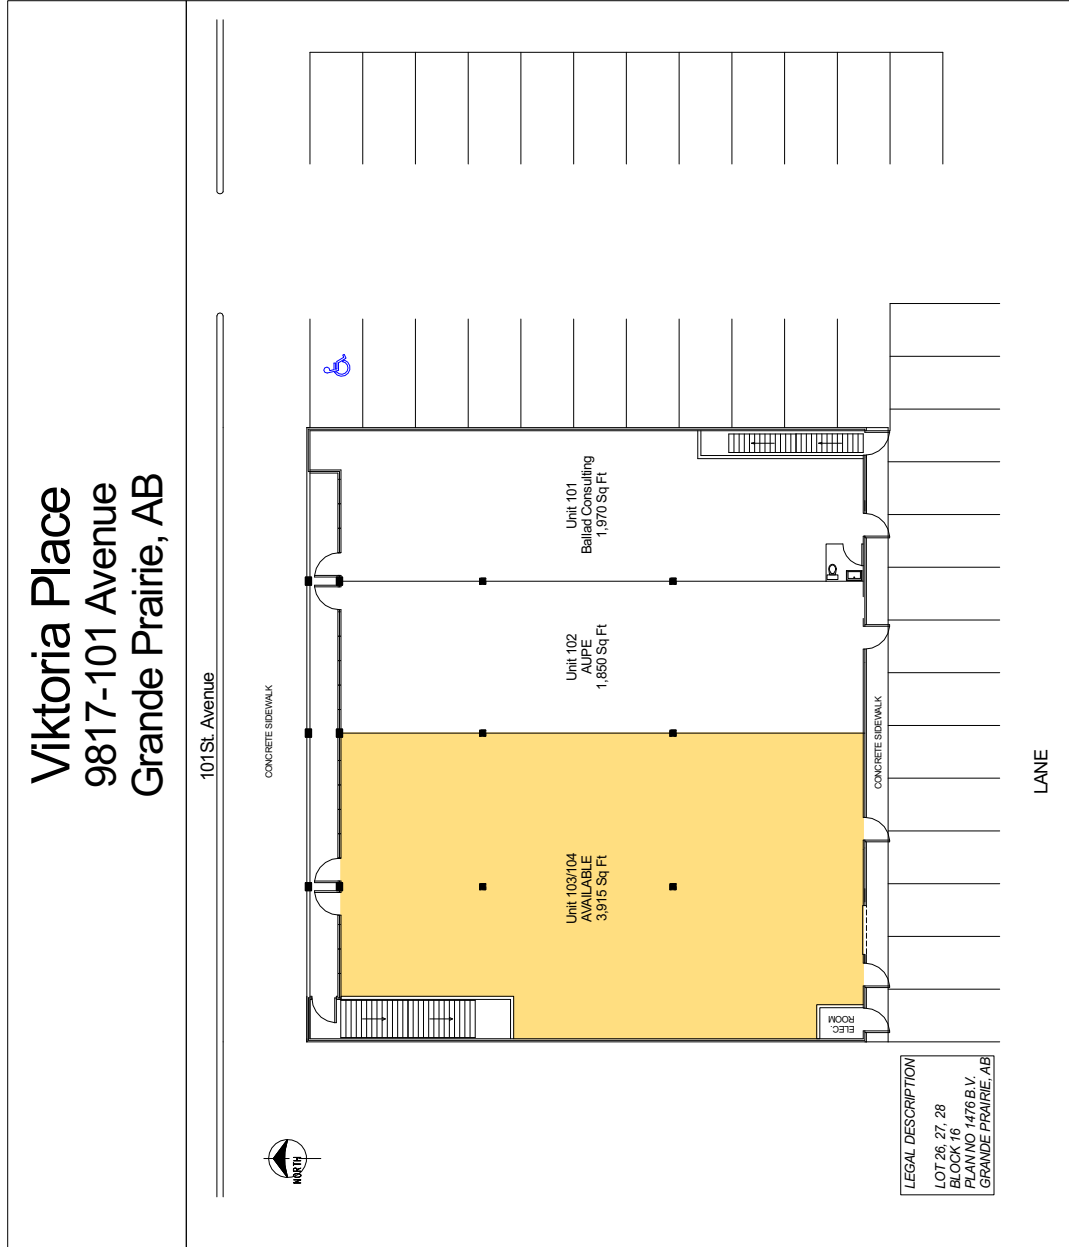 Viktoria Place
9817-101 Avenue
Grande Prairie, AB
101St. Avenue
CONCRETE SIDEWALK
Unit 101
Ballad Consulting
1,970 Sq Ft
Unit 102
AUPE
1,850 Sq Ft
Unit 103/104
AVAILABLE
3,915 Sq Ft
ELEC.
ROOM
CONCRETE SIDEWALK
LANE
NORTH
LEGAL DESCRIPTION
LOT 26, 27, 28
BLOCK 16
PLAN NO 1476 B.V.
GRANDE PRAIRIE, AB